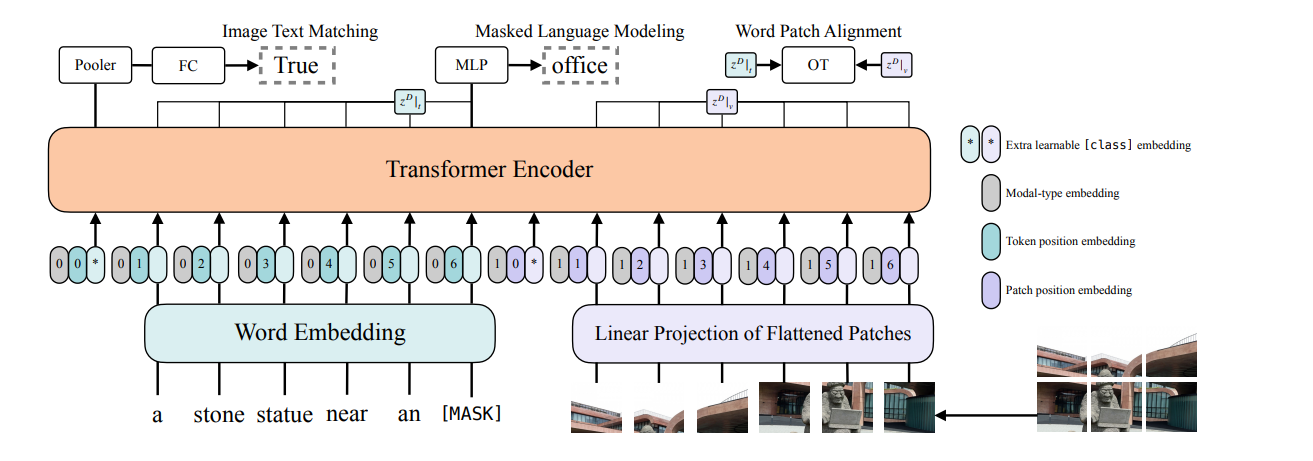 Image Text Matching
Masked Language Modeling
Word Patch Alignment
Pooler
FC
True
MLP
office
z^D|_t
OT
z^D|_v
z^D|_t
z^D|_v
Transformer Encoder
* * Extra learnable [class] embedding
Modal-type embedding
Token position embedding
Patch position embedding
0 0 * 0 1 0 2 0 3 0 4 0 5 0 6 1 0 * 1 1 1 2 1 3 1 4 1 5 1 6
Word Embedding
Linear Projection of Flattened Patches
a stone statue near an [MASK]